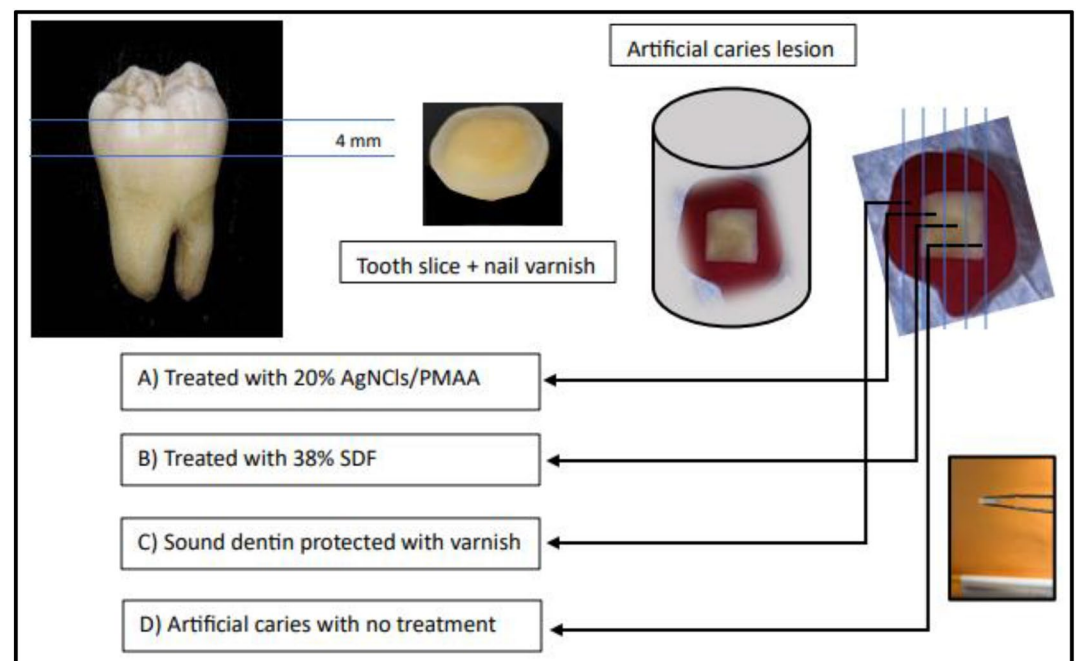 Artificial caries lesion
4 mm
Tooth slice + nail varnish
A) Treated with 20% AgNCls/PMAA
B) Treated with 38% SDF
C) Sound dentin protected with varnish
D) Artificial caries with no treatment